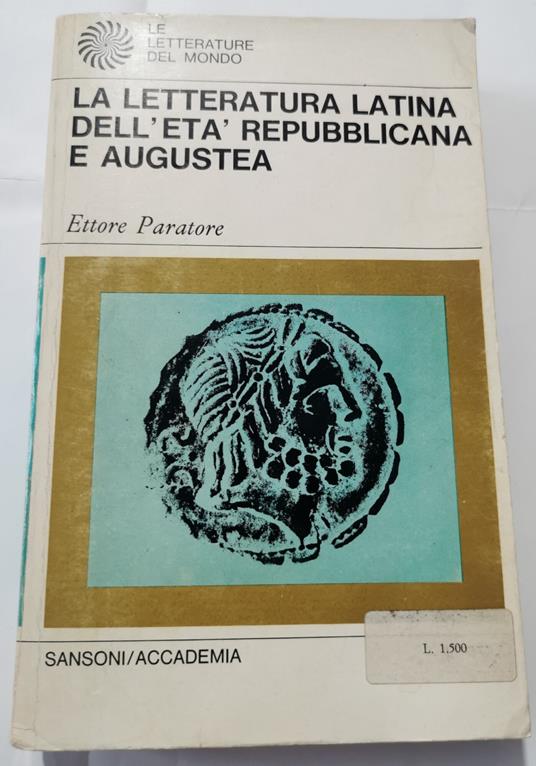 LE
LETTERATURE
DEL MONDO
LA LETTERATURA LATINA
DELL'ETA' REPUBBLICANA
E AUGUSTEA
Ettore Paratore
SANSONI/ACCADEMIA
L. 1,500